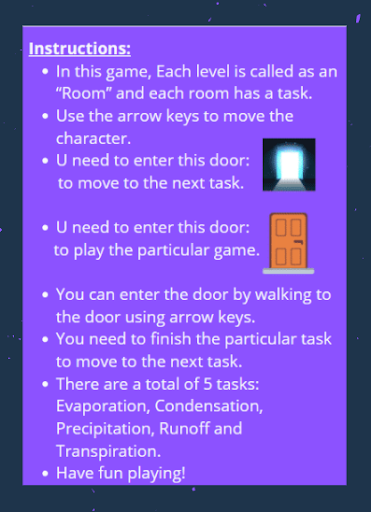 Instructions:
• In this game, Each level is called as an
“Room” and each room has a task.
• Use the arrow keys to move the
character.
• U need to enter this door:
to move to the next task.
• U need to enter this door:
to play the particular game.
• You can enter the door by walking to
the door using arrow keys.
• You need to finish the particular task
to move to the next task.
• There are a total of 5 tasks:
Evaporation, Condensation,
Precipitation, Runoff and
Transpiration.
• Have fun playing!